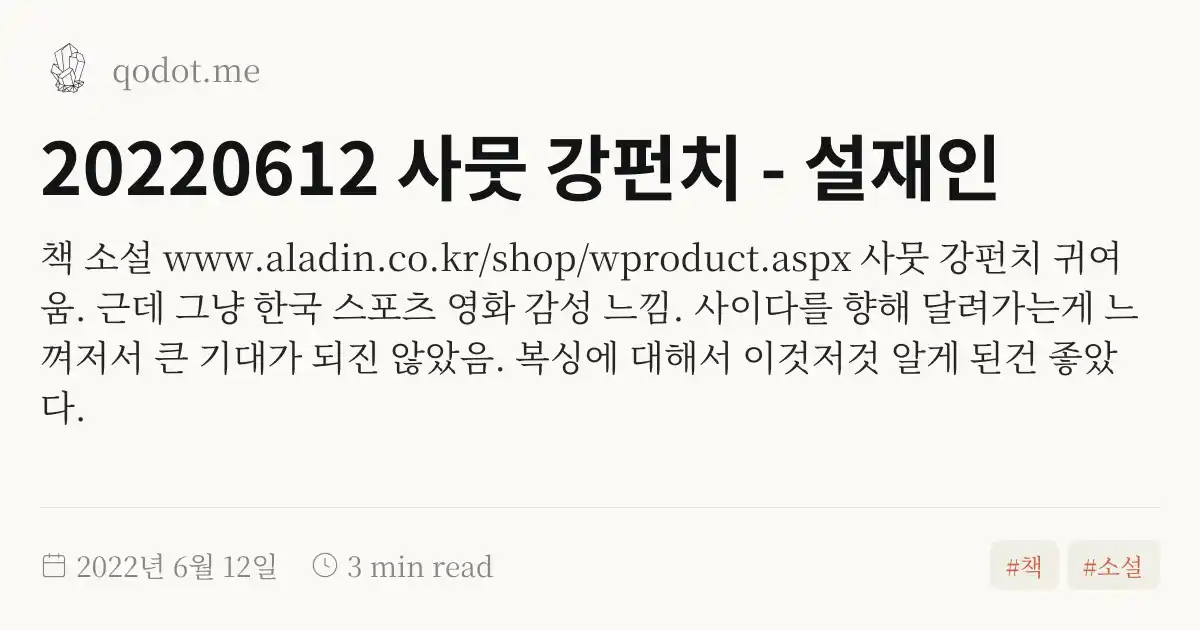 qodot.me
20220612 사뭇 강펀치 - 설재인
책 소설 www.aladin.co.kr/shop/wproduct.aspx 사뭇 강펀치 귀여
움. 근데 그냥 한국 스포츠 영화 감성 느낌. 사이다를 향해 달려가는게 느
껴저서 큰 기대가 되진 않았음. 복싱에 대해서 이것저것 알게 된건 좋았
다.
2022년 6월 12일 3 min read #책 #소설